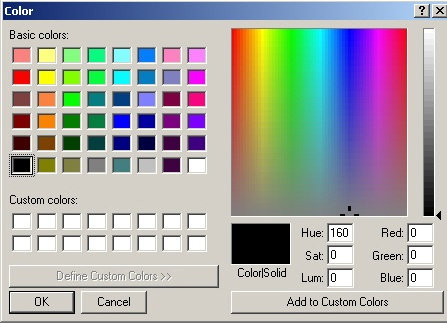 Color
Basic colors:
Custom colors:
Define Custom Colors >>
OK
Cancel
Color|Solid
Hue: 160
Sat: 0
Lum: 0
Red: 0
Green: 0
Blue: 0
Add to Custom Colors